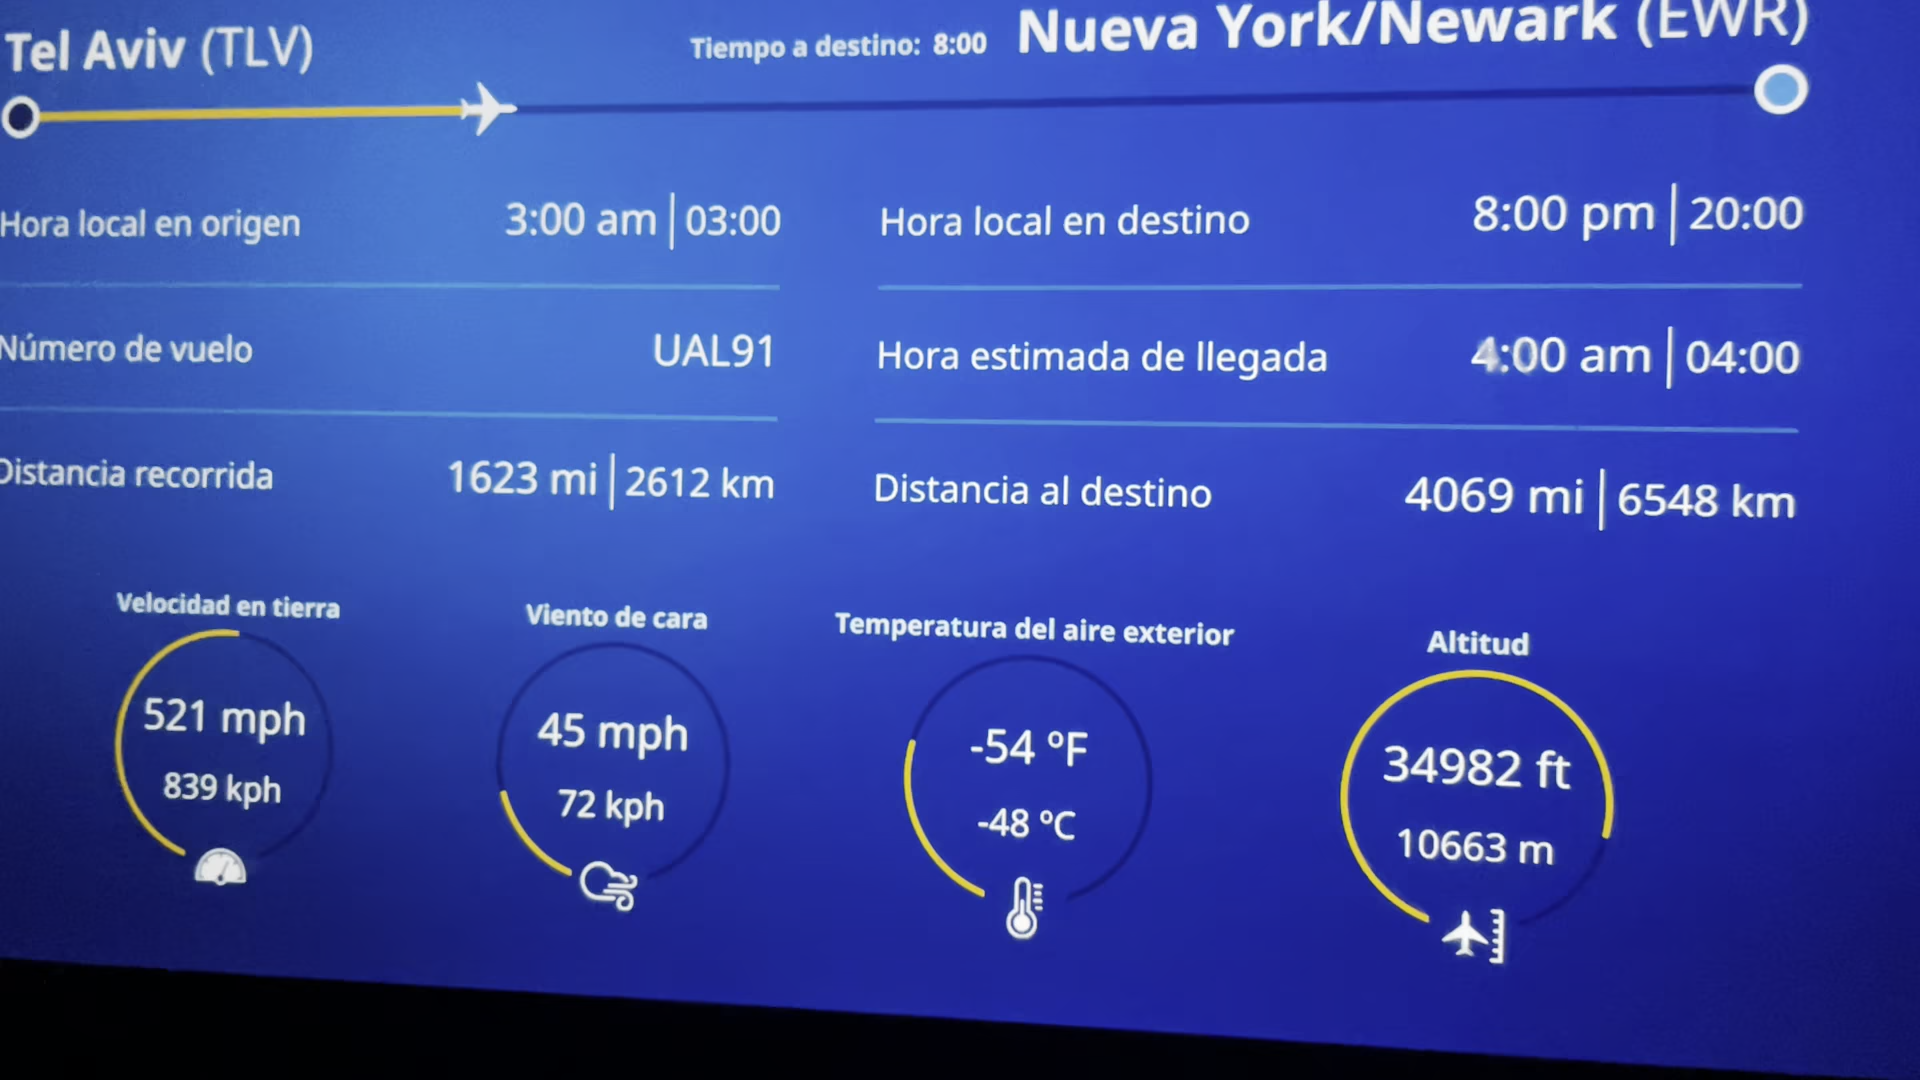 Tel Aviv (TLV)
Tiempo a destino: 8:00
Nueva York/Newark (EWR)
Hora local en origen
3:00 am | 03:00
Hora local en destino
8:00 pm | 20:00
Número de vuelo
UAL91
Hora estimada de llegada
4:00 am | 04:00
Distancia recorrida
1623 mi | 2612 km
Distancia al destino
4069 mi | 6548 km
Velocidad en tierra
521 mph
839 kph
Viento de cara
45 mph
72 kph
Temperatura del aire exterior
-54 ºF
-48 ºC
Altitud
34982 ft
10663 m